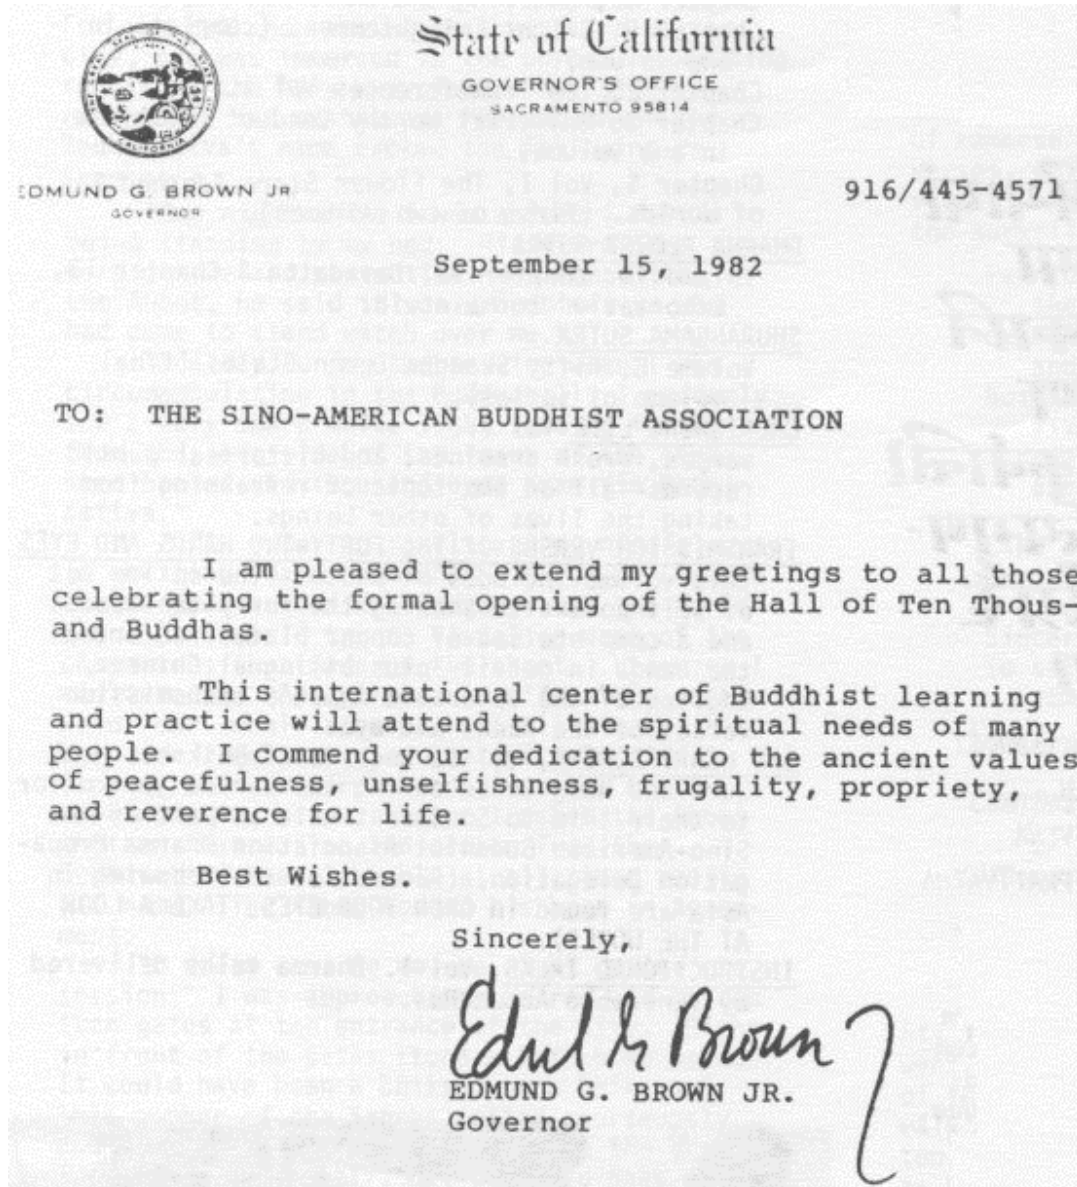 State of California
GOVERNOR'S OFFICE
SACRAMENTO 95814
CALIFORNIA
EDMUND G. BROWN JR.
GOVERNOR
916/445-4571
September 15, 1982
TO: THE SINO-AMERICAN BUDDHIST ASSOCIATION
I am pleased to extend my greetings to all those
celebrating the formal opening of the Hall of Ten Thous-
and Buddhas.
This international center of Buddhist learning
and practice will attend to the spiritual needs of many
people. I commend your dedication to the ancient values
of peacefulness, unselfishness, frugality, propriety,
and reverence for life.
Best Wishes.
Sincerely,
EDMUND G. BROWN JR.
Governor